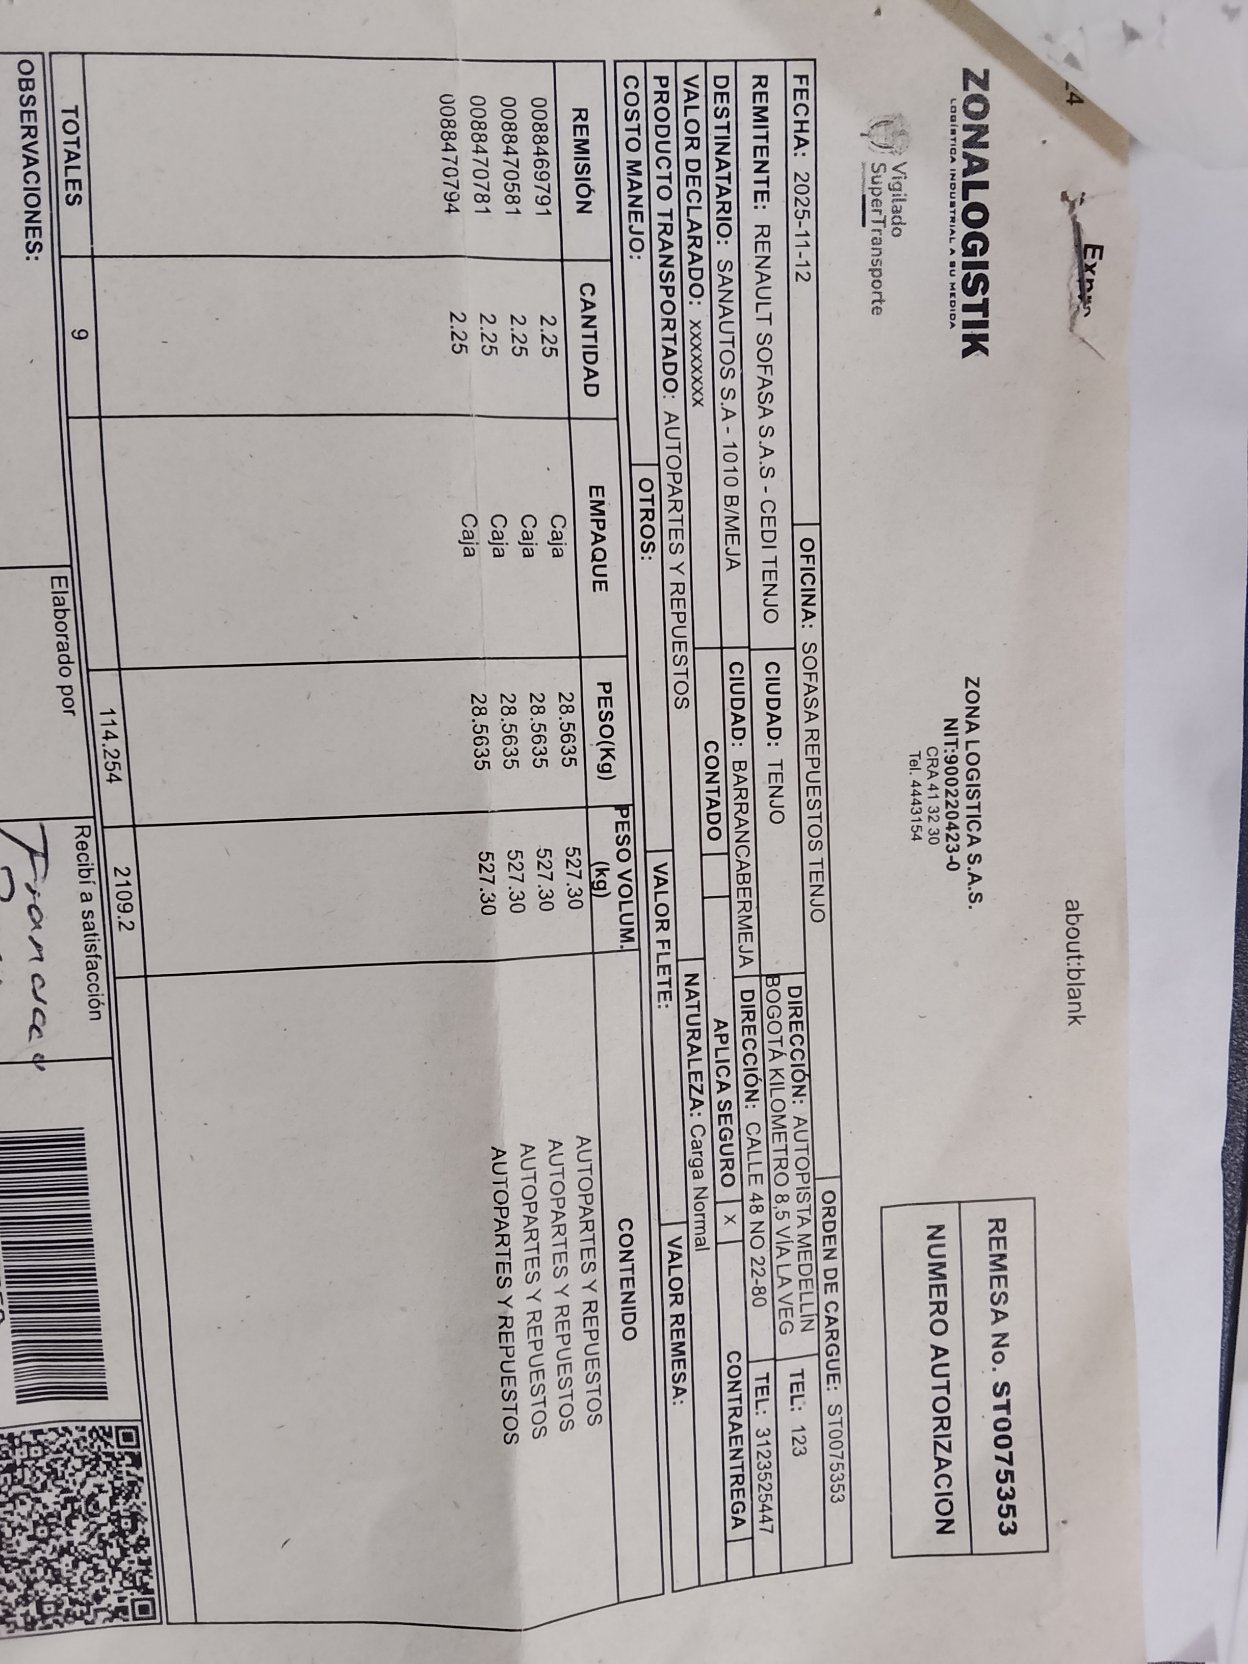 about:blank
ZONALOGISTIK
LOGÍSTICA INDUSTRIAL A SU MEDIDA
Vigilado
SuperTransporte
ZONA LOGISTICA S.A.S.
NIT:900220423-0
CRA 41 32 30
Tel. 4443154
REMESA No. ST0075353
NUMERO AUTORIZACION
FECHA: 2025-11-12 OFICINA: SOFASA REPUESTOS TENJO ORDEN DE CARGUE: ST0075353
REMITENTE: RENAULT SOFASA S.A.S - CEDI TENJO CIUDAD: TENJO DIRECCIÓN: AUTOPISTA MEDELLÍN BOGOTÁ KILOMETRO 8,5 VÍA LA VEG TEL: 123
DESTINATARIO: SANAUTOS S.A - 1010 B/MEJA CIUDAD: BARRANCABERMEJA DIRECCIÓN: CALLE 48 NO 22-80 TEL: 3123525447
VALOR DECLARADO: xxxxxxxxx CONTADO APLICA SEGURO X CONTRAENTREGA
PRODUCTO TRANSPORTADO: AUTOPARTES Y REPUESTOS NATURALEZA: Carga Normal
COSTO MANEJO: OTROS: VALOR FLETE: VALOR REMESA:
REMISIÓN CANTIDAD EMPAQUE PESO(Kg) PESO VOLUM. (kg) CONTENIDO
0088469791 2.25 Caja 28.5635 527.30 AUTOPARTES Y REPUESTOS
0088470581 2.25 Caja 28.5635 527.30 AUTOPARTES Y REPUESTOS
0088470781 2.25 Caja 28.5635 527.30 AUTOPARTES Y REPUESTOS
0088470794 2.25 Caja 28.5635 527.30 AUTOPARTES Y REPUESTOS
TOTALES 9 114.254 2109.2
OBSERVACIONES:
Elaborado por
Recibí a satisfacción